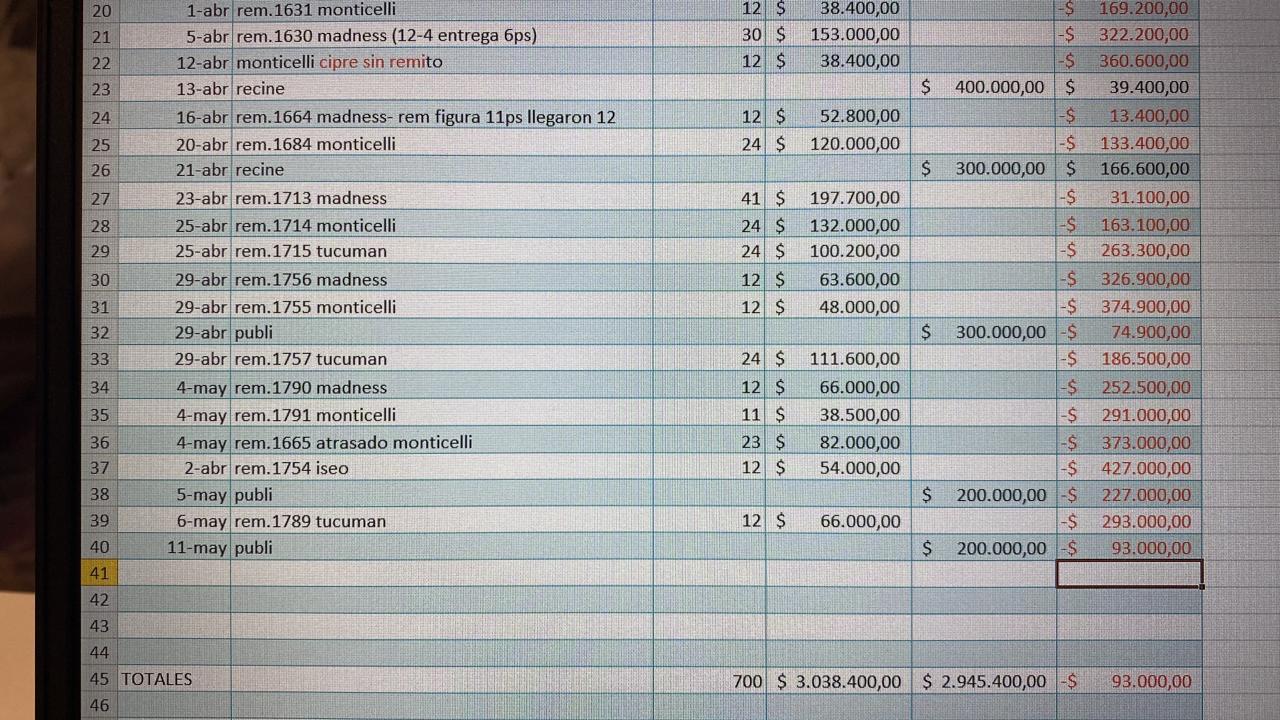 20 1-abr rem.1631 monticelli 12 $ 38.400,00 -$ 169.200,00
21 5-abr rem.1630 madness (12-4 entrega 6ps) 30 $ 153.000,00 -$ 322.200,00
22 12-abr monticelli cipre sin remito 12 $ 38.400,00 -$ 360.600,00
23 13-abr recine $ 400.000,00 $ 39.400,00
24 16-abr rem.1664 madness- rem figura 11ps llegaron 12 12 $ 52.800,00 -$ 13.400,00
25 20-abr rem.1684 monticelli 24 $ 120.000,00 -$ 133.400,00
26 21-abr recine $ 300.000,00 $ 166.600,00
27 23-abr rem.1713 madness 41 $ 197.700,00 -$ 31.100,00
28 25-abr rem.1714 monticelli 24 $ 132.000,00 -$ 163.100,00
29 25-abr rem.1715 tucuman 24 $ 100.200,00 -$ 263.300,00
30 29-abr rem.1756 madness 12 $ 63.600,00 -$ 326.900,00
31 29-abr rem.1755 monticelli 12 $ 48.000,00 -$ 374.900,00
32 29-abr publi $ 300.000,00 -$ 74.900,00
33 29-abr rem.1757 tucuman 24 $ 111.600,00 -$ 186.500,00
34 4-may rem.1790 madness 12 $ 66.000,00 -$ 252.500,00
35 4-may rem.1791 monticelli 11 $ 38.500,00 -$ 291.000,00
36 4-may rem.1665 atrasado monticelli 23 $ 82.000,00 -$ 373.000,00
37 2-abr rem.1754 iseo 12 $ 54.000,00 -$ 427.000,00
38 5-may publi $ 200.000,00 -$ 227.000,00
39 6-may rem.1789 tucuman 12 $ 66.000,00 -$ 293.000,00
40 11-may publi $ 200.000,00 -$ 93.000,00
41
42
43
44
45 TOTALES 700 $ 3.038.400,00 $ 2.945.400,00 -$ 93.000,00
46